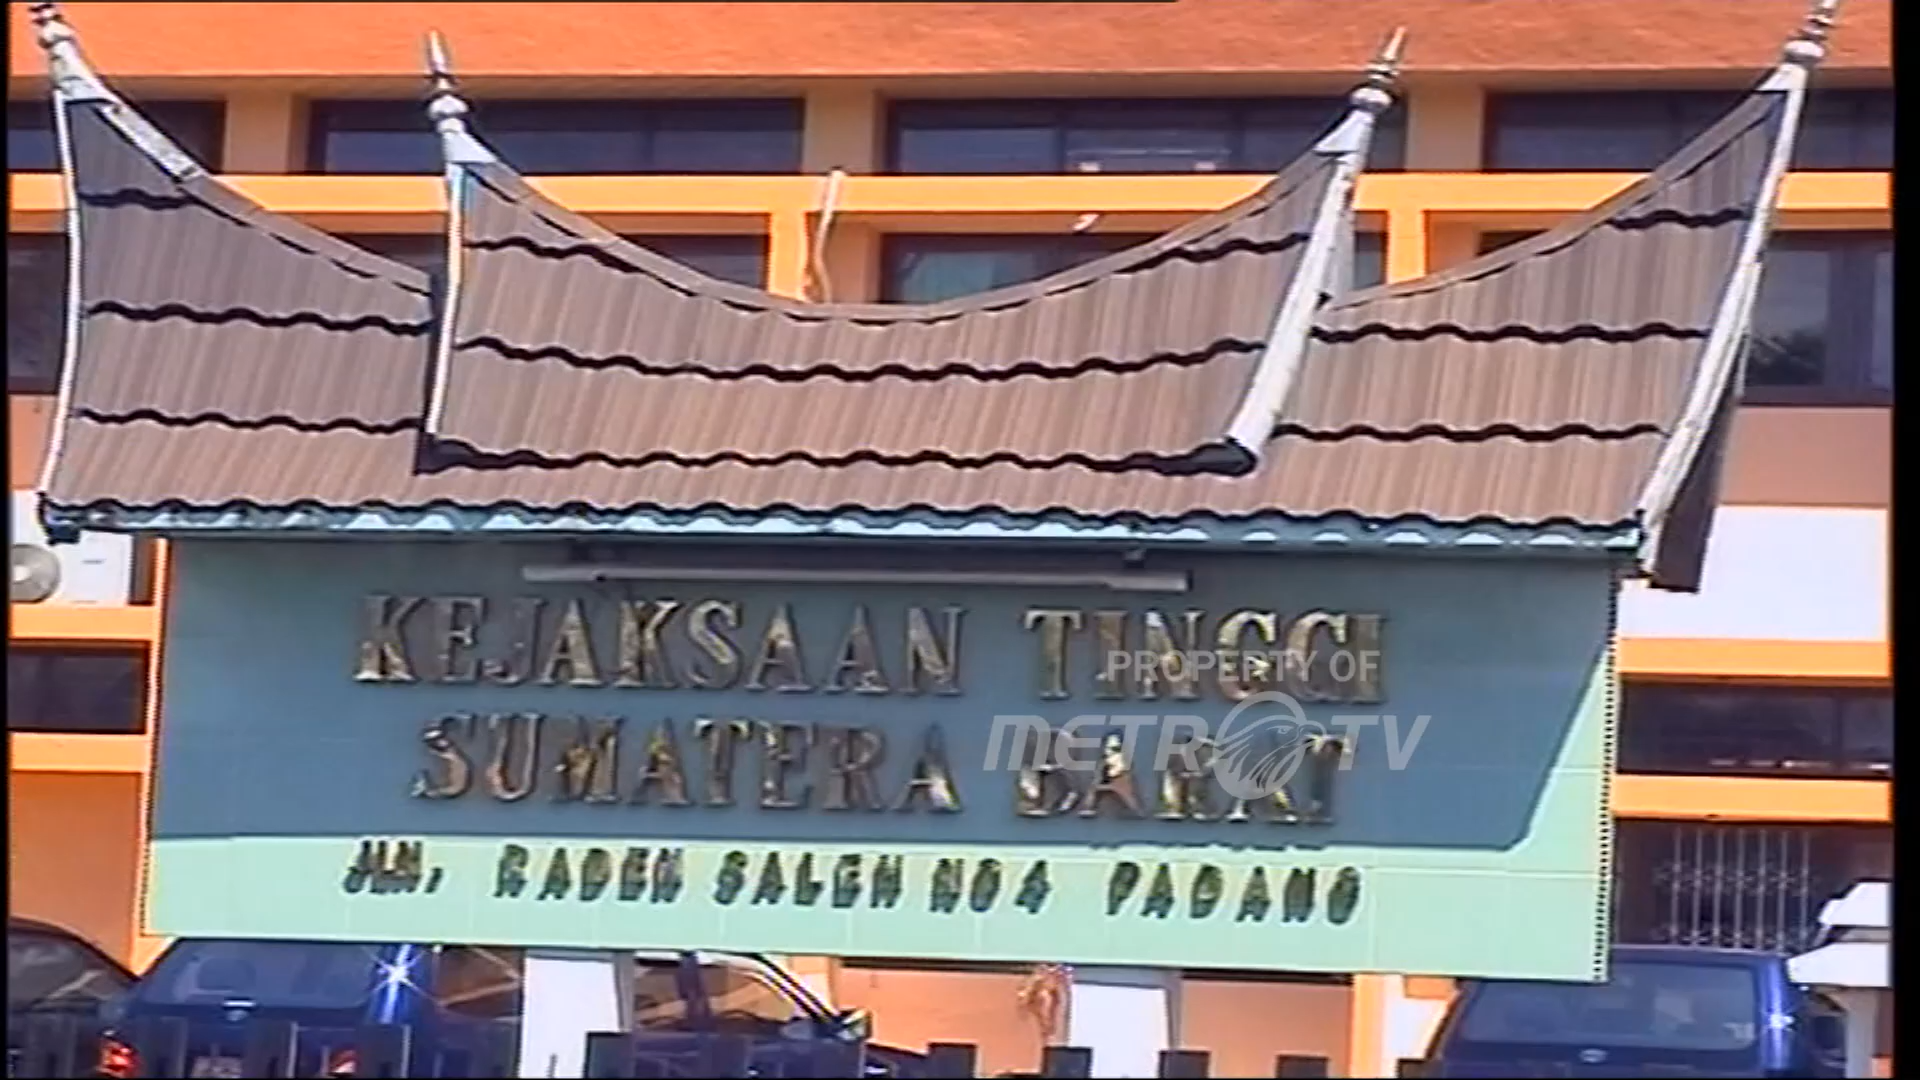 KEJAKSAAN TINGGI
PROPERTY OF
METRO TV
SUMATERA BARAT
JLN. RADEN SALEH NO 4 PADANG